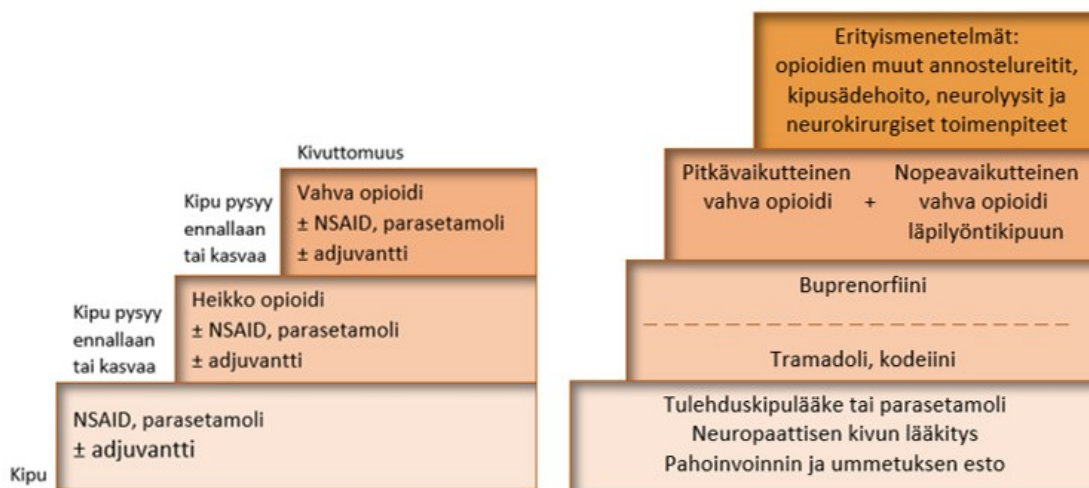 Kivuttomuus
Kipu pysyy
ennallaan
tai kasvaa
Vahva opioidi
± NSAID, parasetamoli
± adjuvantti
Kipu pysyy
ennallaan
tai kasvaa
Heikko opioidi
± NSAID, parasetamoli
± adjuvantti
NSAID, parasetamoli
± adjuvantti
Kipu
Erityismenetelmät:
opioidien muut annostelureitit,
kipusädehoito, neurolyysit ja
neurokirurgiset toimenpiteet
Pitkävaikutteinen
vahva opioidi
+
Nopeavaikutteinen
vahva opioidi
läpilyöntikipuun
Buprenorfiini
Tramadoli, kodeiini
Tulehduskipulääke tai parasetamoli
Neuropaattisen kivun lääkitys
Pahoinvoinnin ja ummetuksen esto